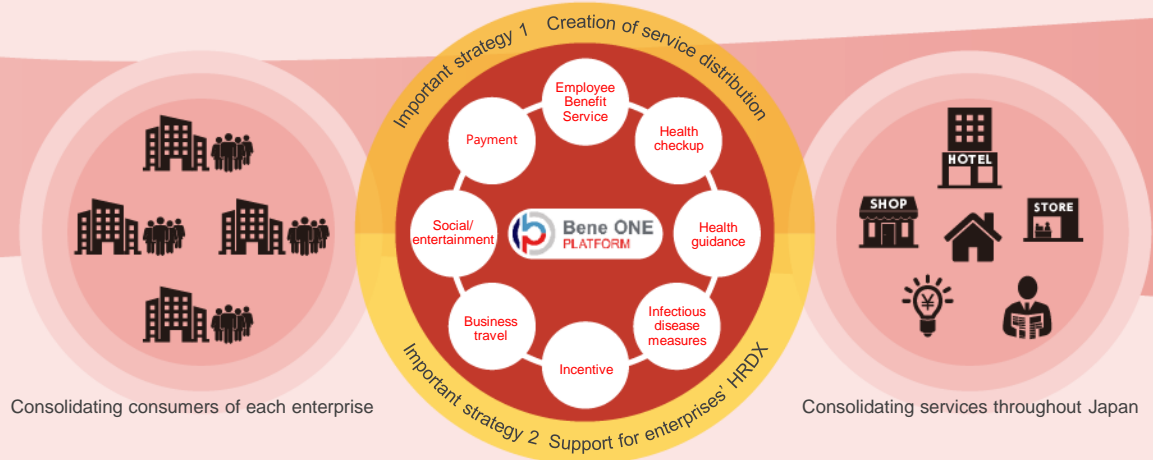 Important strategy 1 Creation of service distribution
Employee
Benefit
Service
Payment
Health
checkup
Social/
entertainment
Bene ONE
PLATFORM
Health
guidance
Business
travel
Infectious
disease
measures
Incentive
Important strategy 2 Support for enterprises' HRDX
HOTEL
SHOP
STORE
¥
Consolidating consumers of each enterprise
Consolidating services throughout Japan